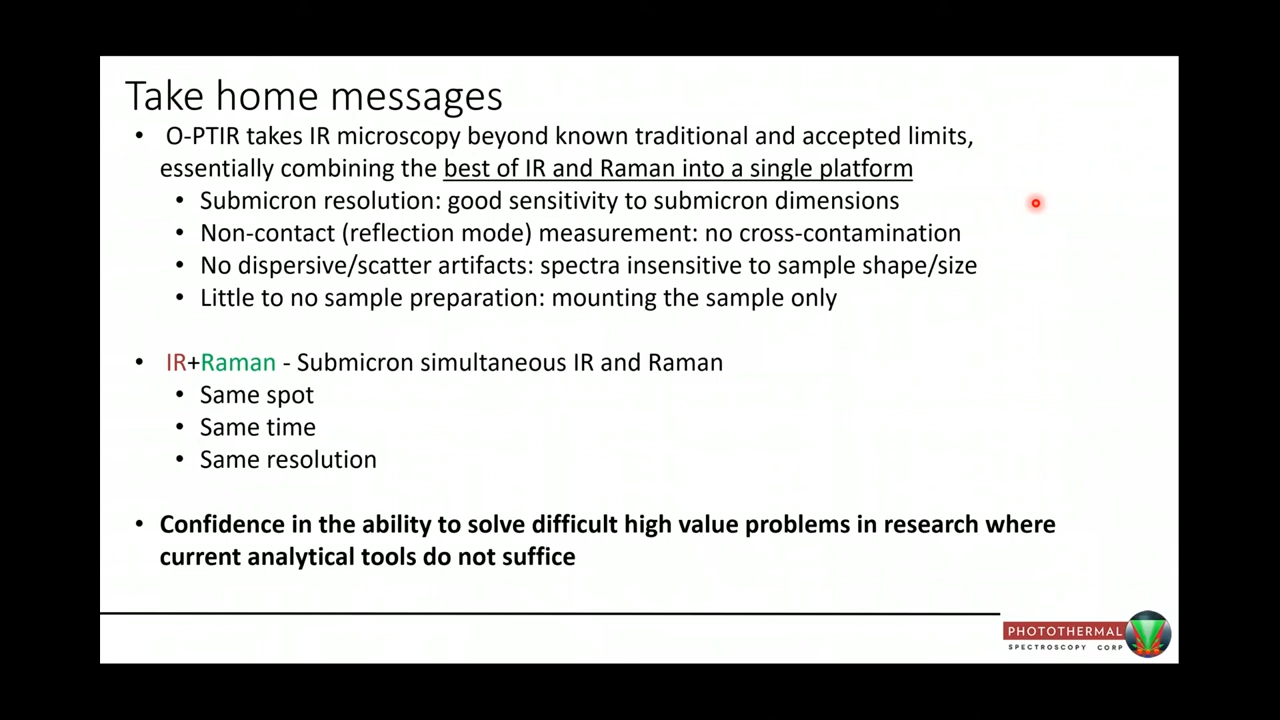 Take home messages
• O-PTIR takes IR microscopy beyond known traditional and accepted limits,
essentially combining the best of IR and Raman into a single platform
• Submicron resolution: good sensitivity to submicron dimensions
• Non-contact (reflection mode) measurement: no cross-contamination
• No dispersive/scatter artifacts: spectra insensitive to sample shape/size
• Little to no sample preparation: mounting the sample only
• IR+Raman - Submicron simultaneous IR and Raman
• Same spot
• Same time
• Same resolution
• Confidence in the ability to solve difficult high value problems in research where
current analytical tools do not suffice
PHOTOTHERMAL
SPECTROSCOPY CORP